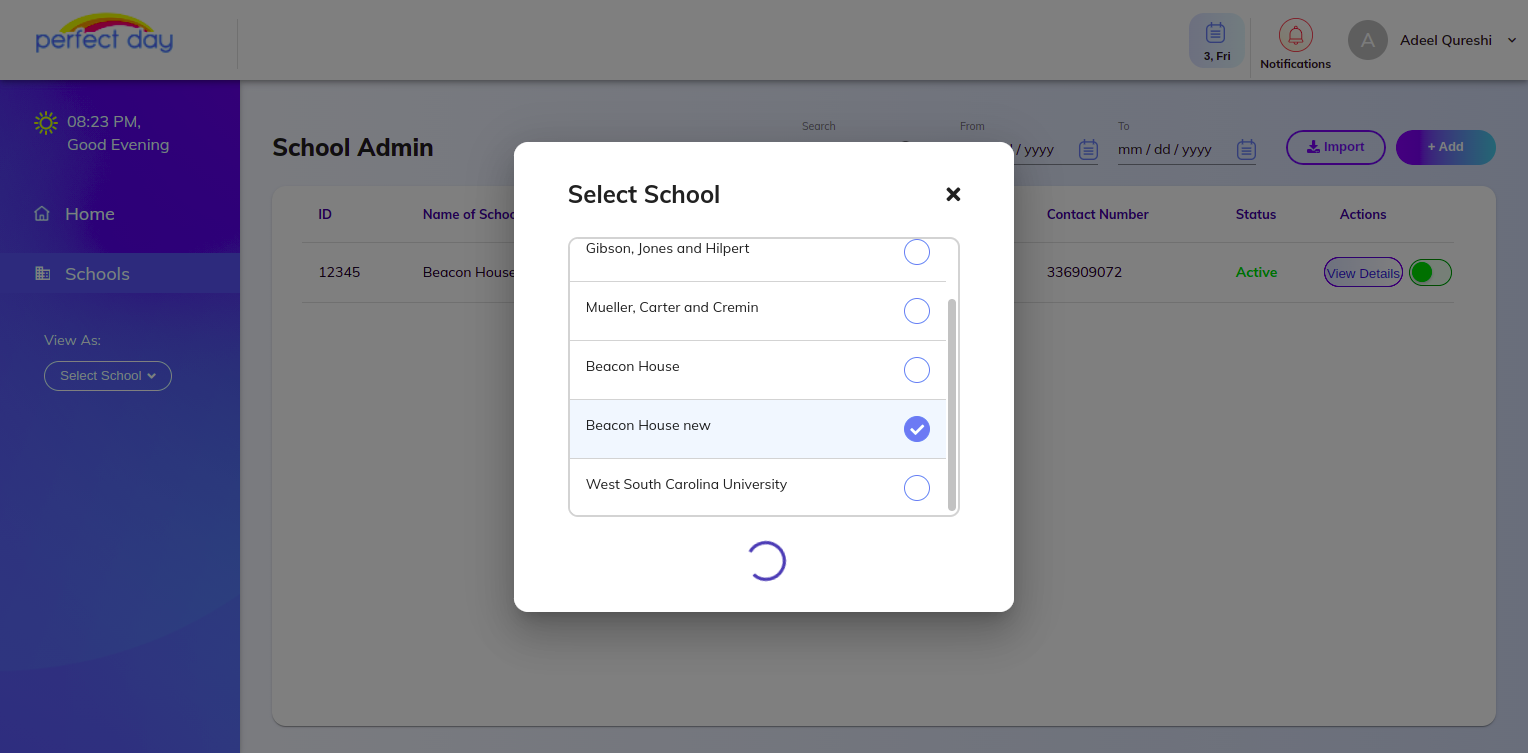 perfect day
3, Fri
Notifications
A
Adeel Qureshi
08:23 PM,
Good Evening
Home
Schools
View As:
Select School
School Admin
Search
From
/ yyyy
To
mm / dd / yyyy
Import
+ Add
ID
Name of Schoo
Contact Number
Status
Actions
12345
Beacon House
336909072
Active
View Details
Select School
Gibson, Jones and Hilpert
Mueller, Carter and Cremin
Beacon House
Beacon House new
West South Carolina University